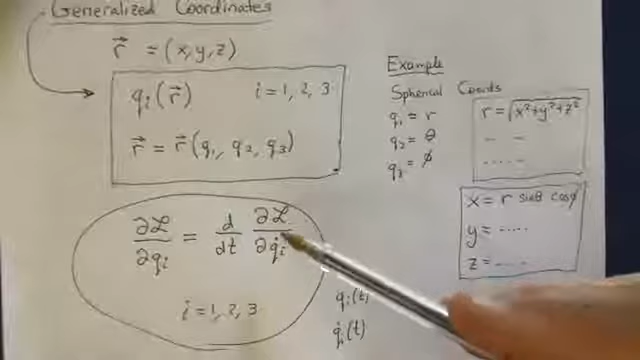 Generalized Coordinates
r⃗ = (x, y, z)
qᵢ(r⃗)   i = 1, 2, 3
r⃗ = r⃗(q₁, q₂, q₃)
∂ℒ/∂qᵢ = d/dt ∂ℒ/∂q̇ᵢ
i = 1, 2, 3
qᵢ(t)
q̇ᵢ(t)
Example
Spherical Coords
q₁ = r
q₂ = θ
q₃ = ϕ
r = √x²+y²+z²
- -
.....
x = r sinθ cosϕ
y = .....
z = .....